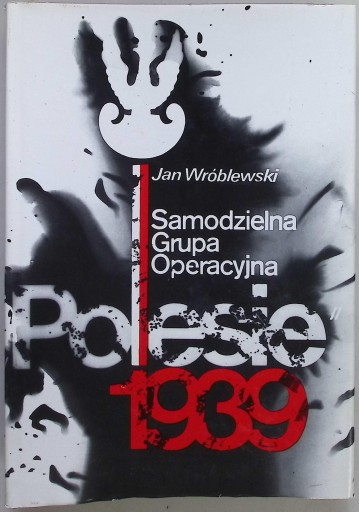 Jan Wróblewski
Samodzielna
Grupa
Operacyjna
Polesie"
1939